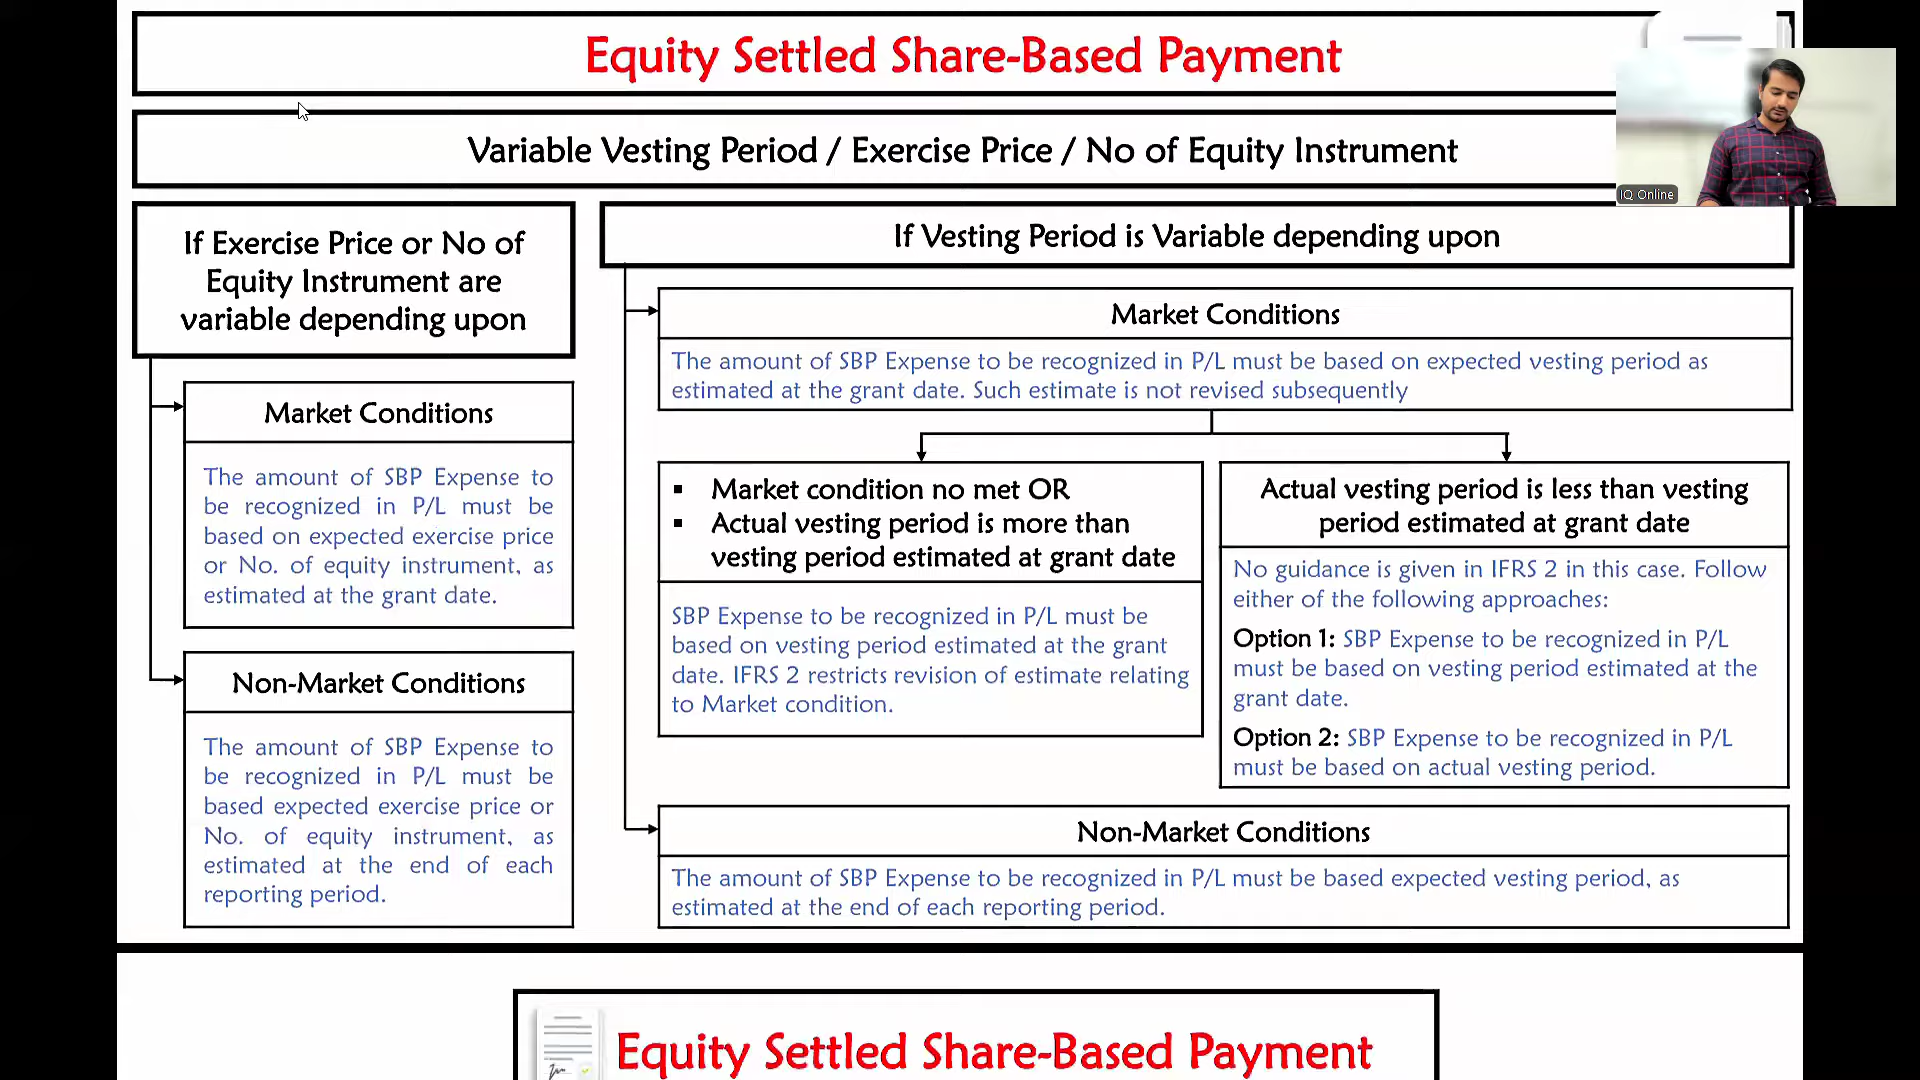 Equity Settled Share-Based Payment
Variable Vesting Period / Exercise Price / No of Equity Instrument
IQ Online
If Exercise Price or No of
Equity Instrument are
variable depending upon
Market Conditions
The amount of SBP Expense to
be recognized in P/L must be
based on expected exercise price
or No. of equity instrument, as
estimated at the grant date.
Non-Market Conditions
The amount of SBP Expense to
be recognized in P/L must be
based expected exercise price or
No. of equity instrument, as
estimated at the end of each
reporting period.
If Vesting Period is Variable depending upon
Market Conditions
The amount of SBP Expense to be recognized in P/L must be based on expected vesting period as
estimated at the grant date. Such estimate is not revised subsequently
▪ Market condition no met OR
▪ Actual vesting period is more than
vesting period estimated at grant date
SBP Expense to be recognized in P/L must be
based on vesting period estimated at the grant
date. IFRS 2 restricts revision of estimate relating
to Market condition.
Actual vesting period is less than vesting
period estimated at grant date
No guidance is given in IFRS 2 in this case. Follow
either of the following approaches:
Option 1: SBP Expense to be recognized in P/L
must be based on vesting period estimated at the
grant date.
Option 2: SBP Expense to be recognized in P/L
must be based on actual vesting period.
Non-Market Conditions
The amount of SBP Expense to be recognized in P/L must be based expected vesting period, as
estimated at the end of each reporting period.
Equity Settled Share-Based Payment